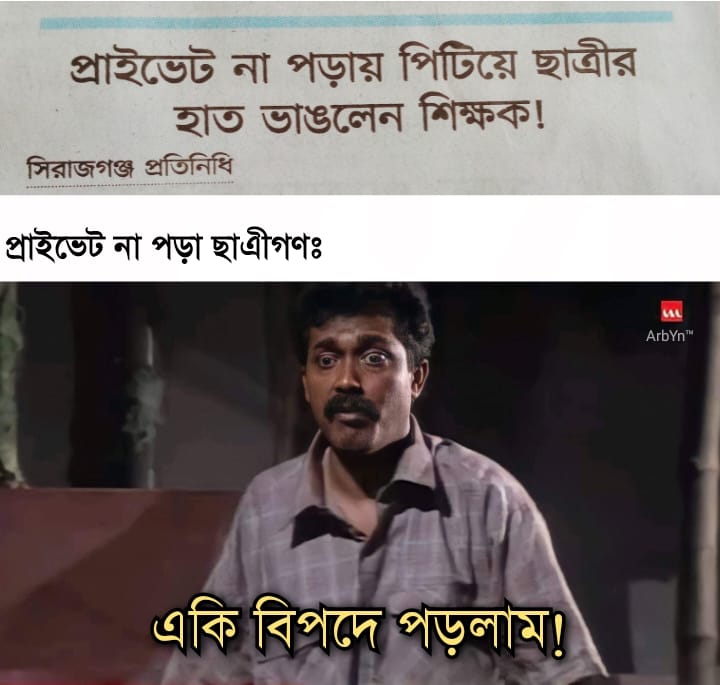 প্রাইভেট না পড়ায় পিটিয়ে ছাত্রীর
হাত ভাঙলেন শিক্ষক!
সিরাজগঞ্জ প্রতিনিধি
প্রাইভেট না পড়া ছাএীগণঃ
ArbYn™
একি বিপদে পড়লাম!